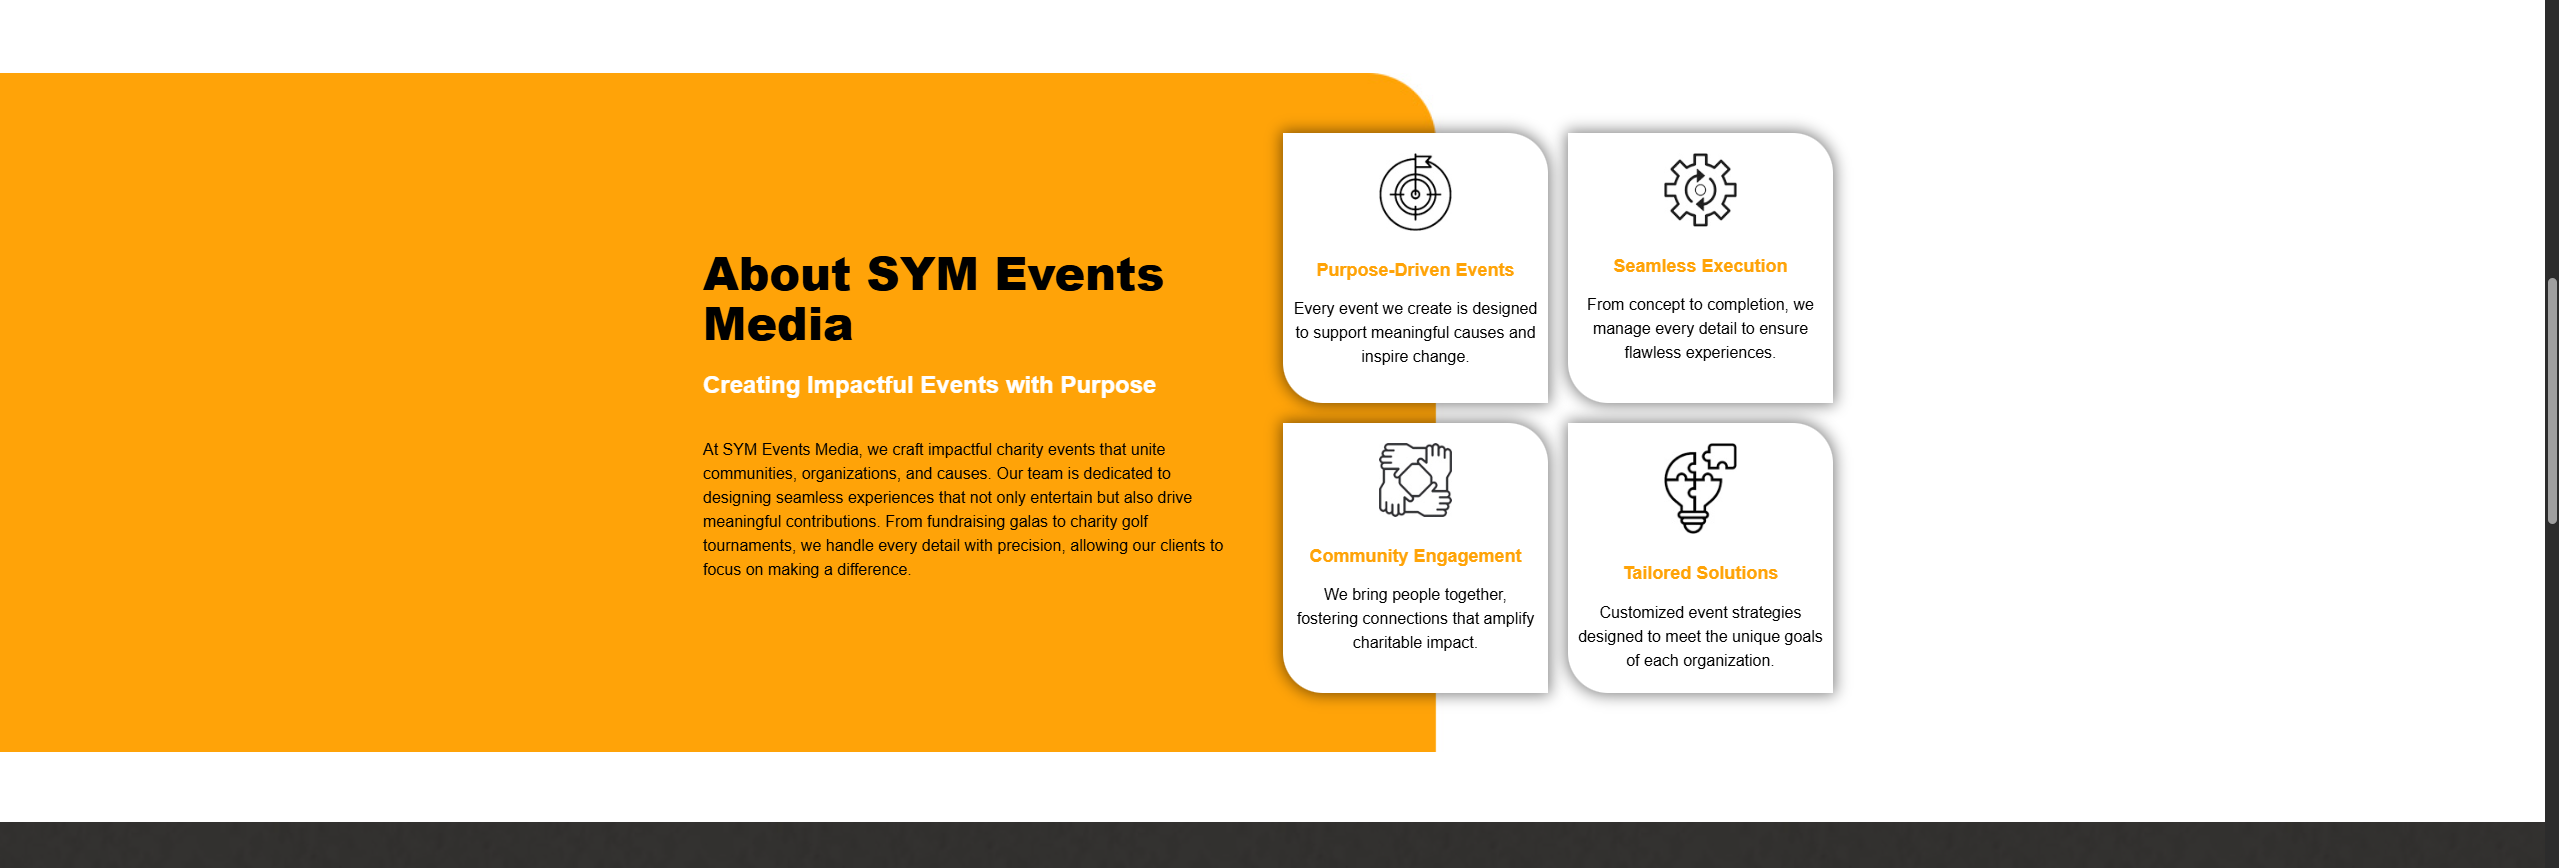 About SYM Events
Media
Creating Impactful Events with Purpose
At SYM Events Media, we craft impactful charity events that unite
communities, organizations, and causes. Our team is dedicated to
designing seamless experiences that not only entertain but also drive
meaningful contributions. From fundraising galas to charity golf
tournaments, we handle every detail with precision, allowing our clients to
focus on making a difference.
Purpose-Driven Events
Every event we create is designed
to support meaningful causes and
inspire change.
Seamless Execution
From concept to completion, we
manage every detail to ensure
flawless experiences.
Community Engagement
We bring people together,
fostering connections that amplify
charitable impact.
Tailored Solutions
Customized event strategies
designed to meet the unique goals
of each organization.